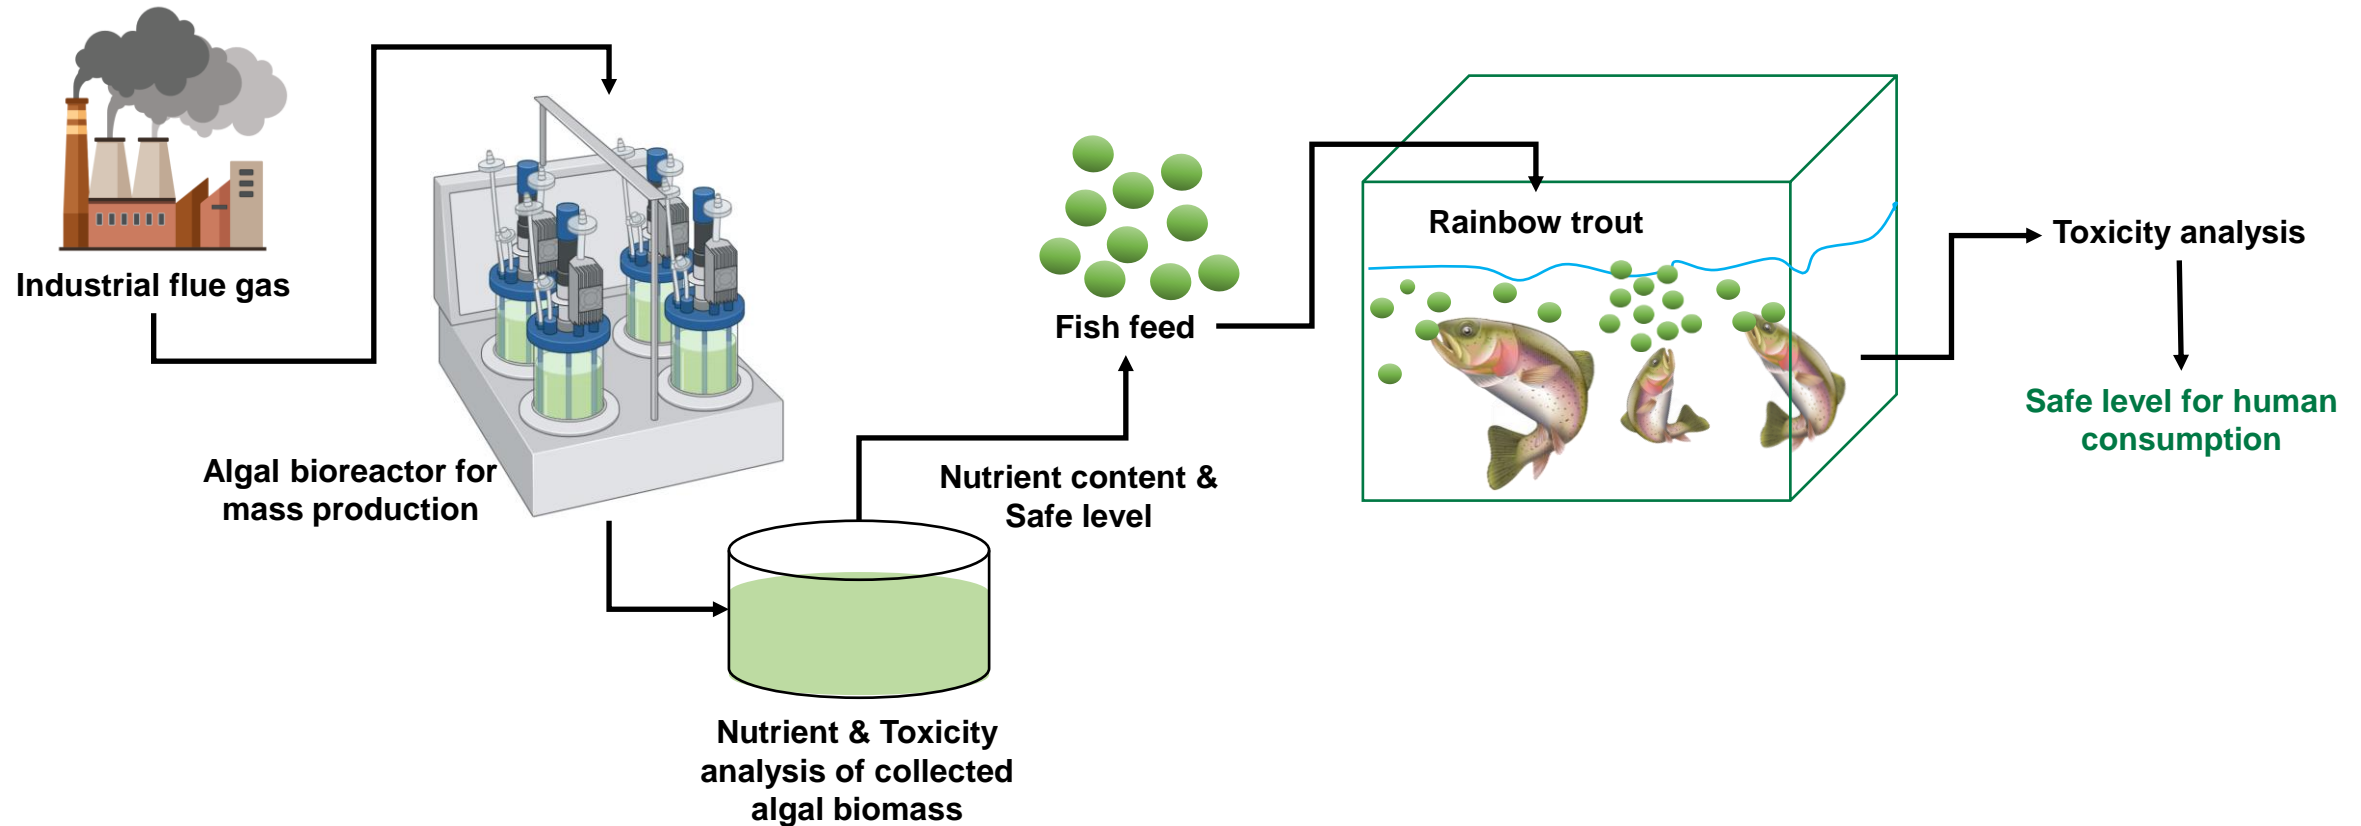 Industrial flue gas
Algal bioreactor for
mass production
Nutrient & Toxicity
analysis of collected
algal biomass
Nutrient content &
Safe level
Fish feed
Rainbow trout
Toxicity analysis
Safe level for human
consumption